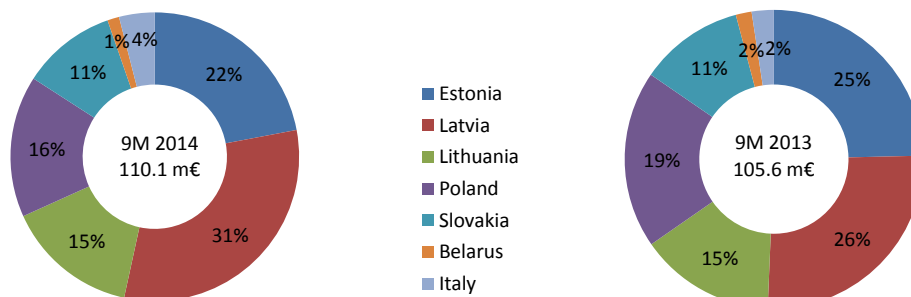 1%
4%
22%
11%
16%
9M 2014
110.1 m€
15%
31%
Estonia
Latvia
Lithuania
Poland
Slovakia
Belarus
Italy
2%
2%
25%
11%
19%
9M 2013
105.6 m€
15%
26%